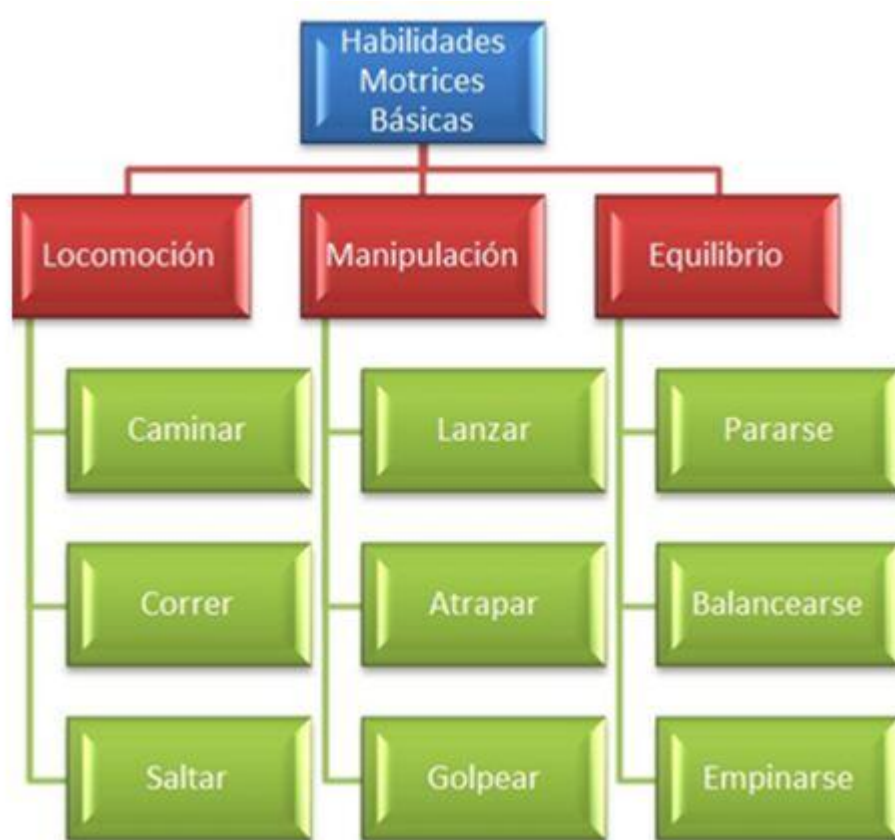 Habilidades
Motrices
Básicas
Locomoción
Manipulación
Equilibrio
Caminar
Lanzar
Pararse
Correr
Atrapar
Balancearse
Saltar
Golpear
Empinarse